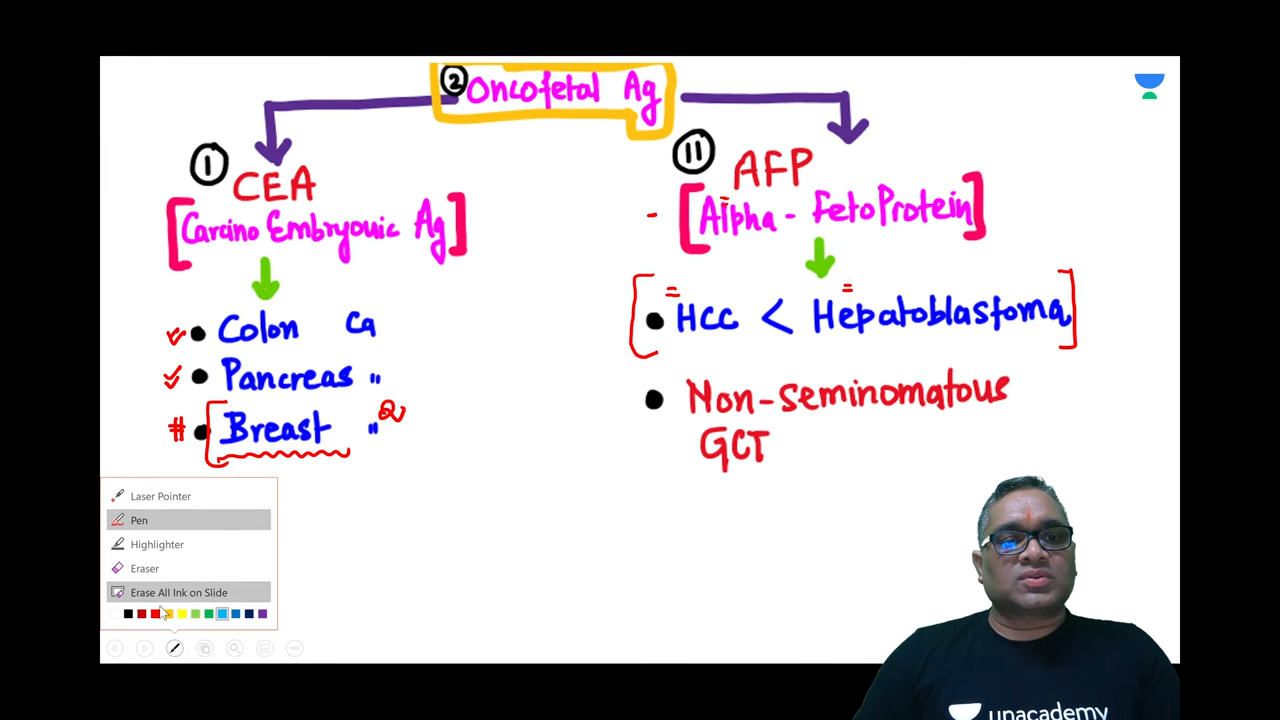 ② Oncofetal Ag
① CEA
[Carcino Embryonic Ag]
• Colon Ca
• Pancreas "
# • [Breast "
②
⑪ AFP
- [Alpha - FetoProtein]
[• HCC < Hepatoblastoma]
• Non-seminomatous
GCT
Laser Pointer
Pen
Highlighter
Eraser
Erase All Ink on Slide
unacademy